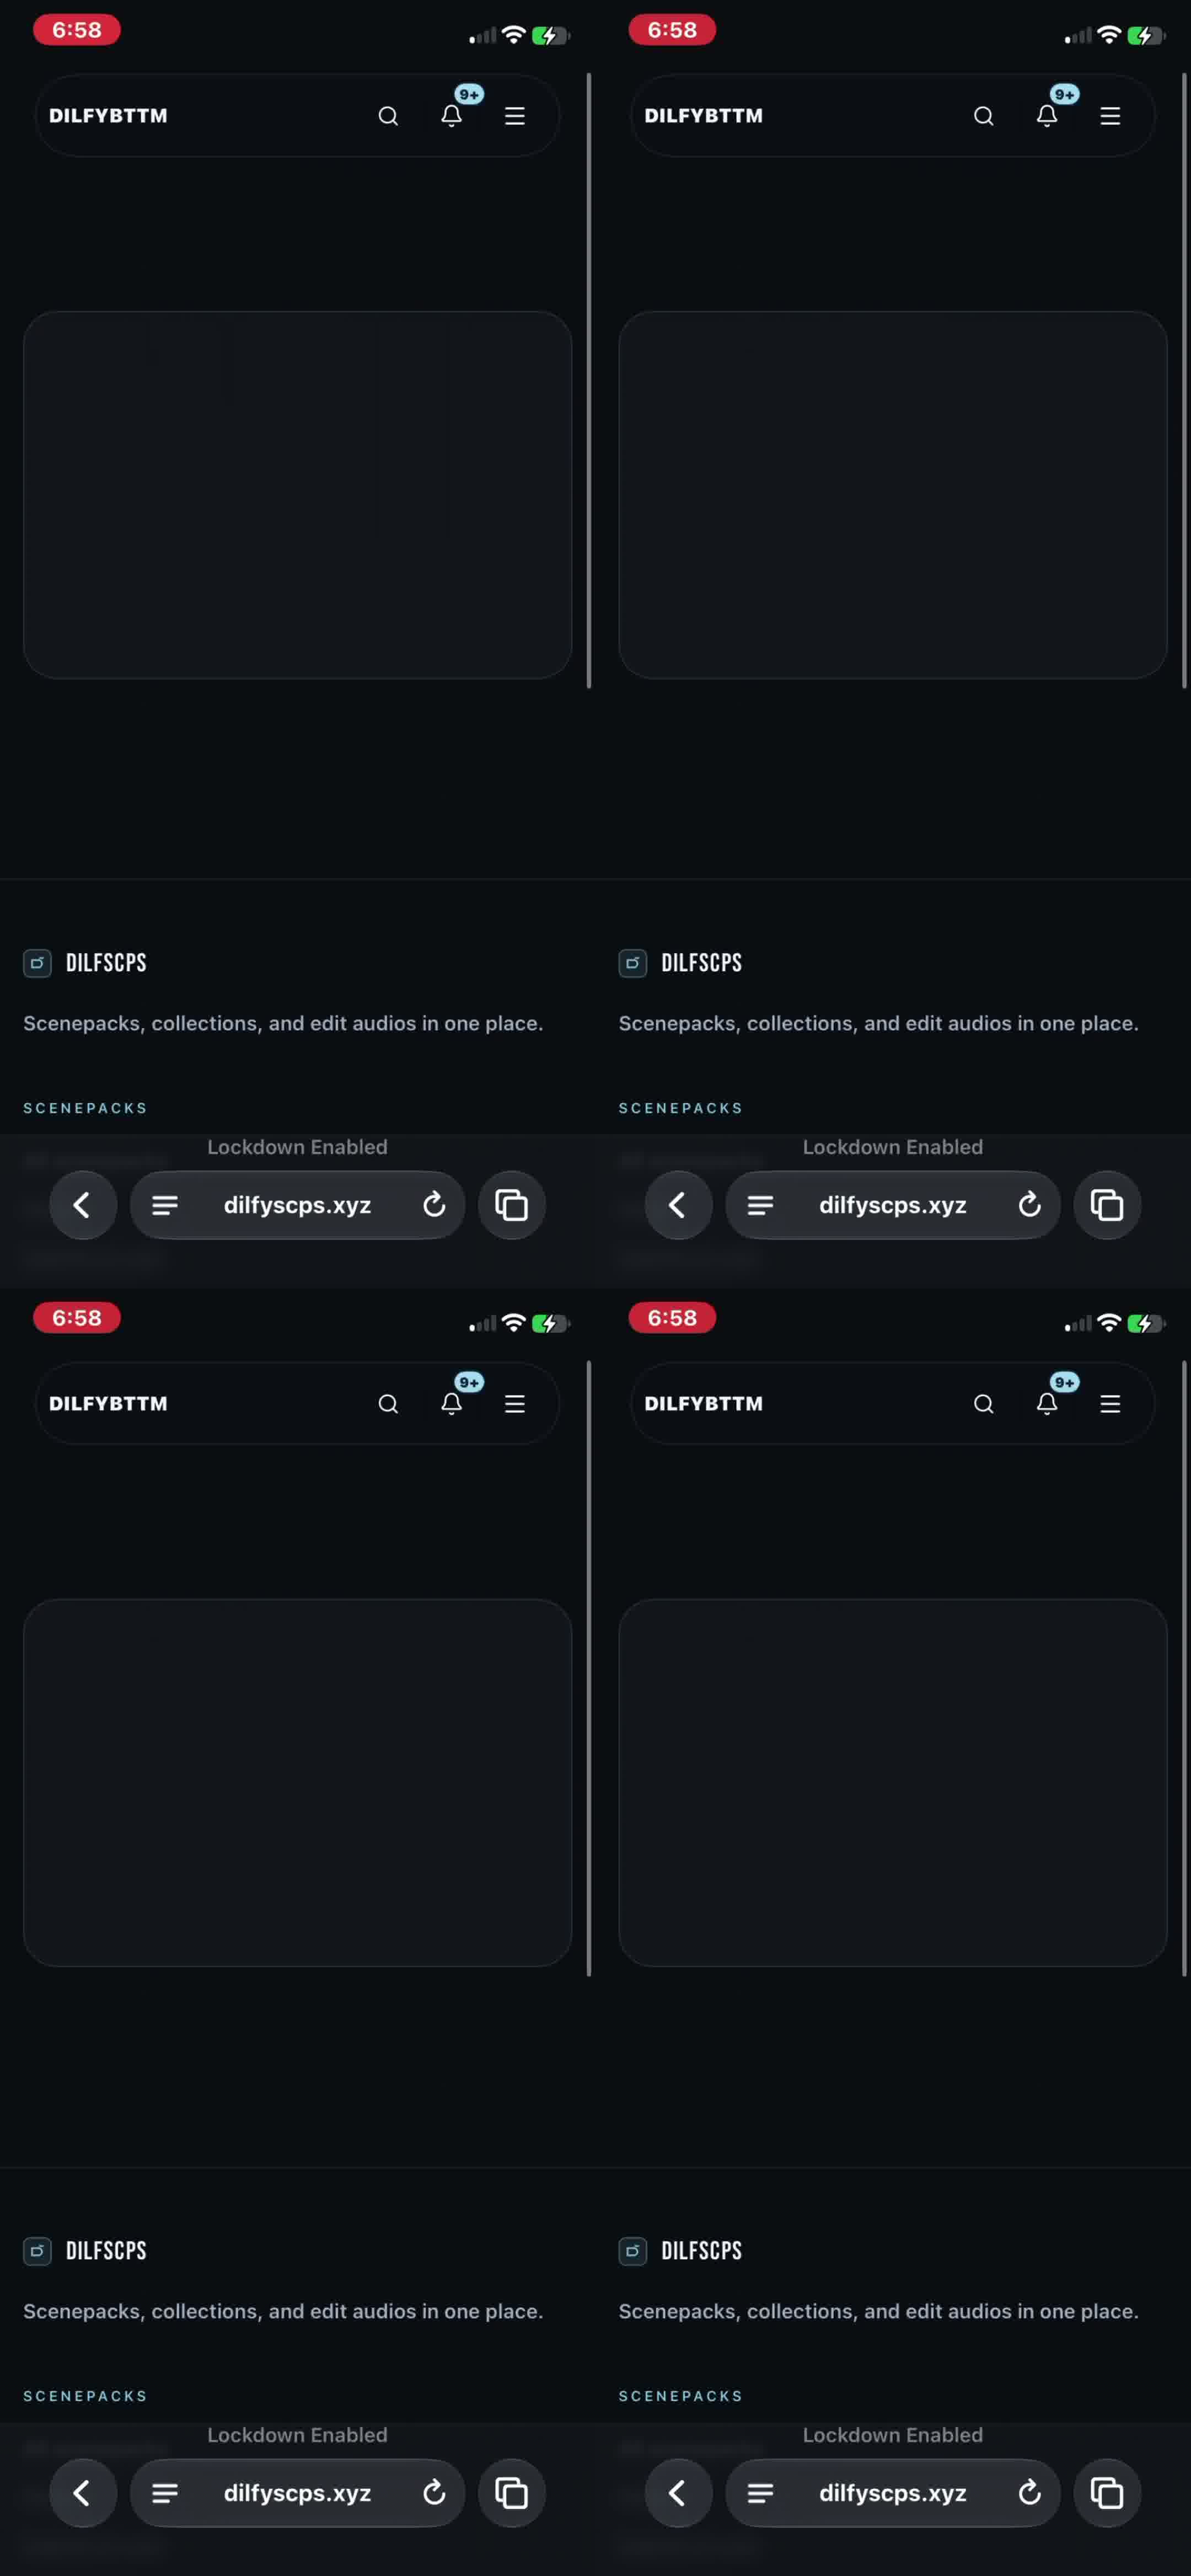 6:58
DILFYBTTM
9+
DILFSCPS
Scenepacks, collections, and edit audios in one place.
SCENEPACKS
Lockdown Enabled
dilfyscps.xyz
6:58
DILFYBTTM
9+
DILFSCPS
Scenepacks, collections, and edit audios in one place.
SCENEPACKS
Lockdown Enabled
dilfyscps.xyz
6:58
DILFYBTTM
9+
DILFSCPS
Scenepacks, collections, and edit audios in one place.
SCENEPACKS
Lockdown Enabled
dilfyscps.xyz
6:58
DILFYBTTM
9+
DILFSCPS
Scenepacks, collections, and edit audios in one place.
SCENEPACKS
Lockdown Enabled
dilfyscps.xyz